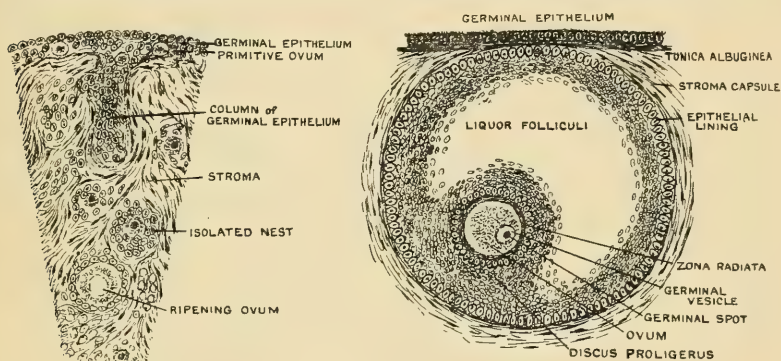 GERMINAL EPITHELIUM
PRIMITIVE OVUM
COLUMN of
GERMINAL EPITHELIUM
STROMA
ISOLATED NEST
RIPENING OVUM
GERMINAL EPITHELIUM
TUNICA ALBUGINEA
STROMA CAPSULE
EPITHELIAL
LINING
LIQUOR FOLLICULI
ZONA RADIATA
GERMINAL
VESICLE
GERMINAL SPOT
OVUM
DISCUS PROLIGERUS